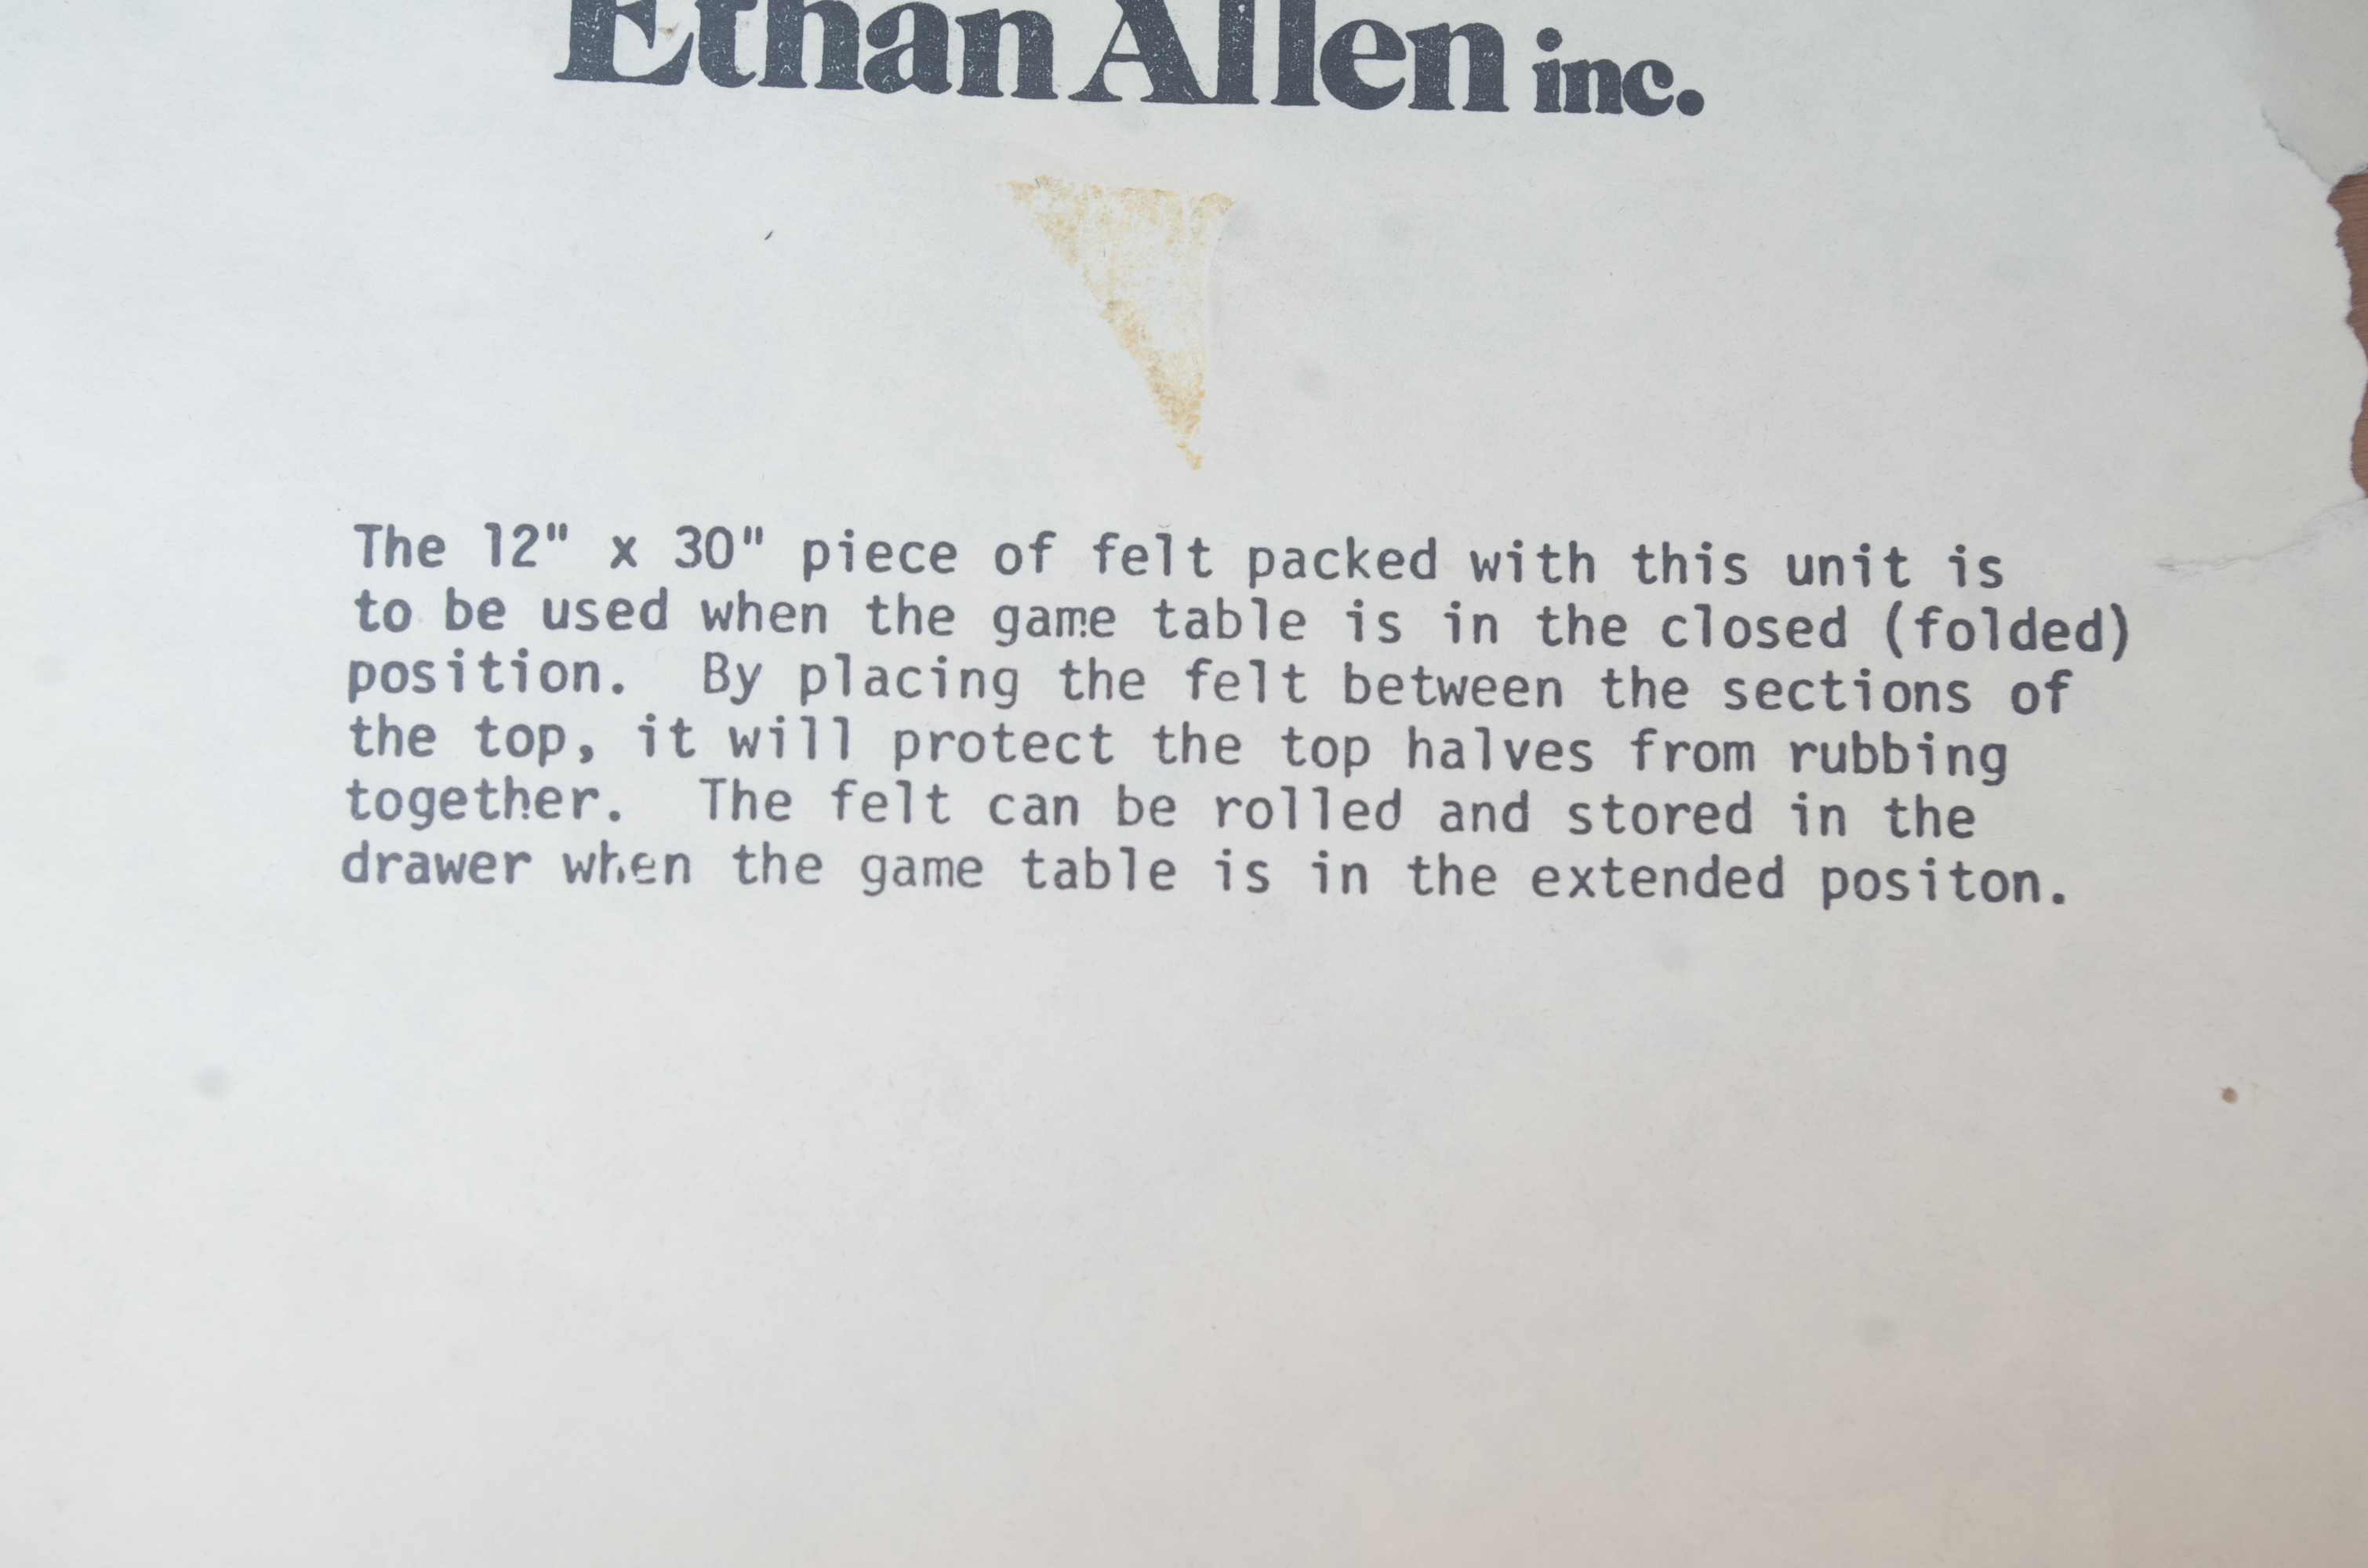 Ethan Allen inc.
The 12" x 30" piece of felt packed with this unit is
to be used when the game table is in the closed (folded)
position.  By placing the felt between the sections of
the top, it will protect the top halves from rubbing
together.  The felt can be rolled and stored in the
drawer when the game table is in the extended positon.